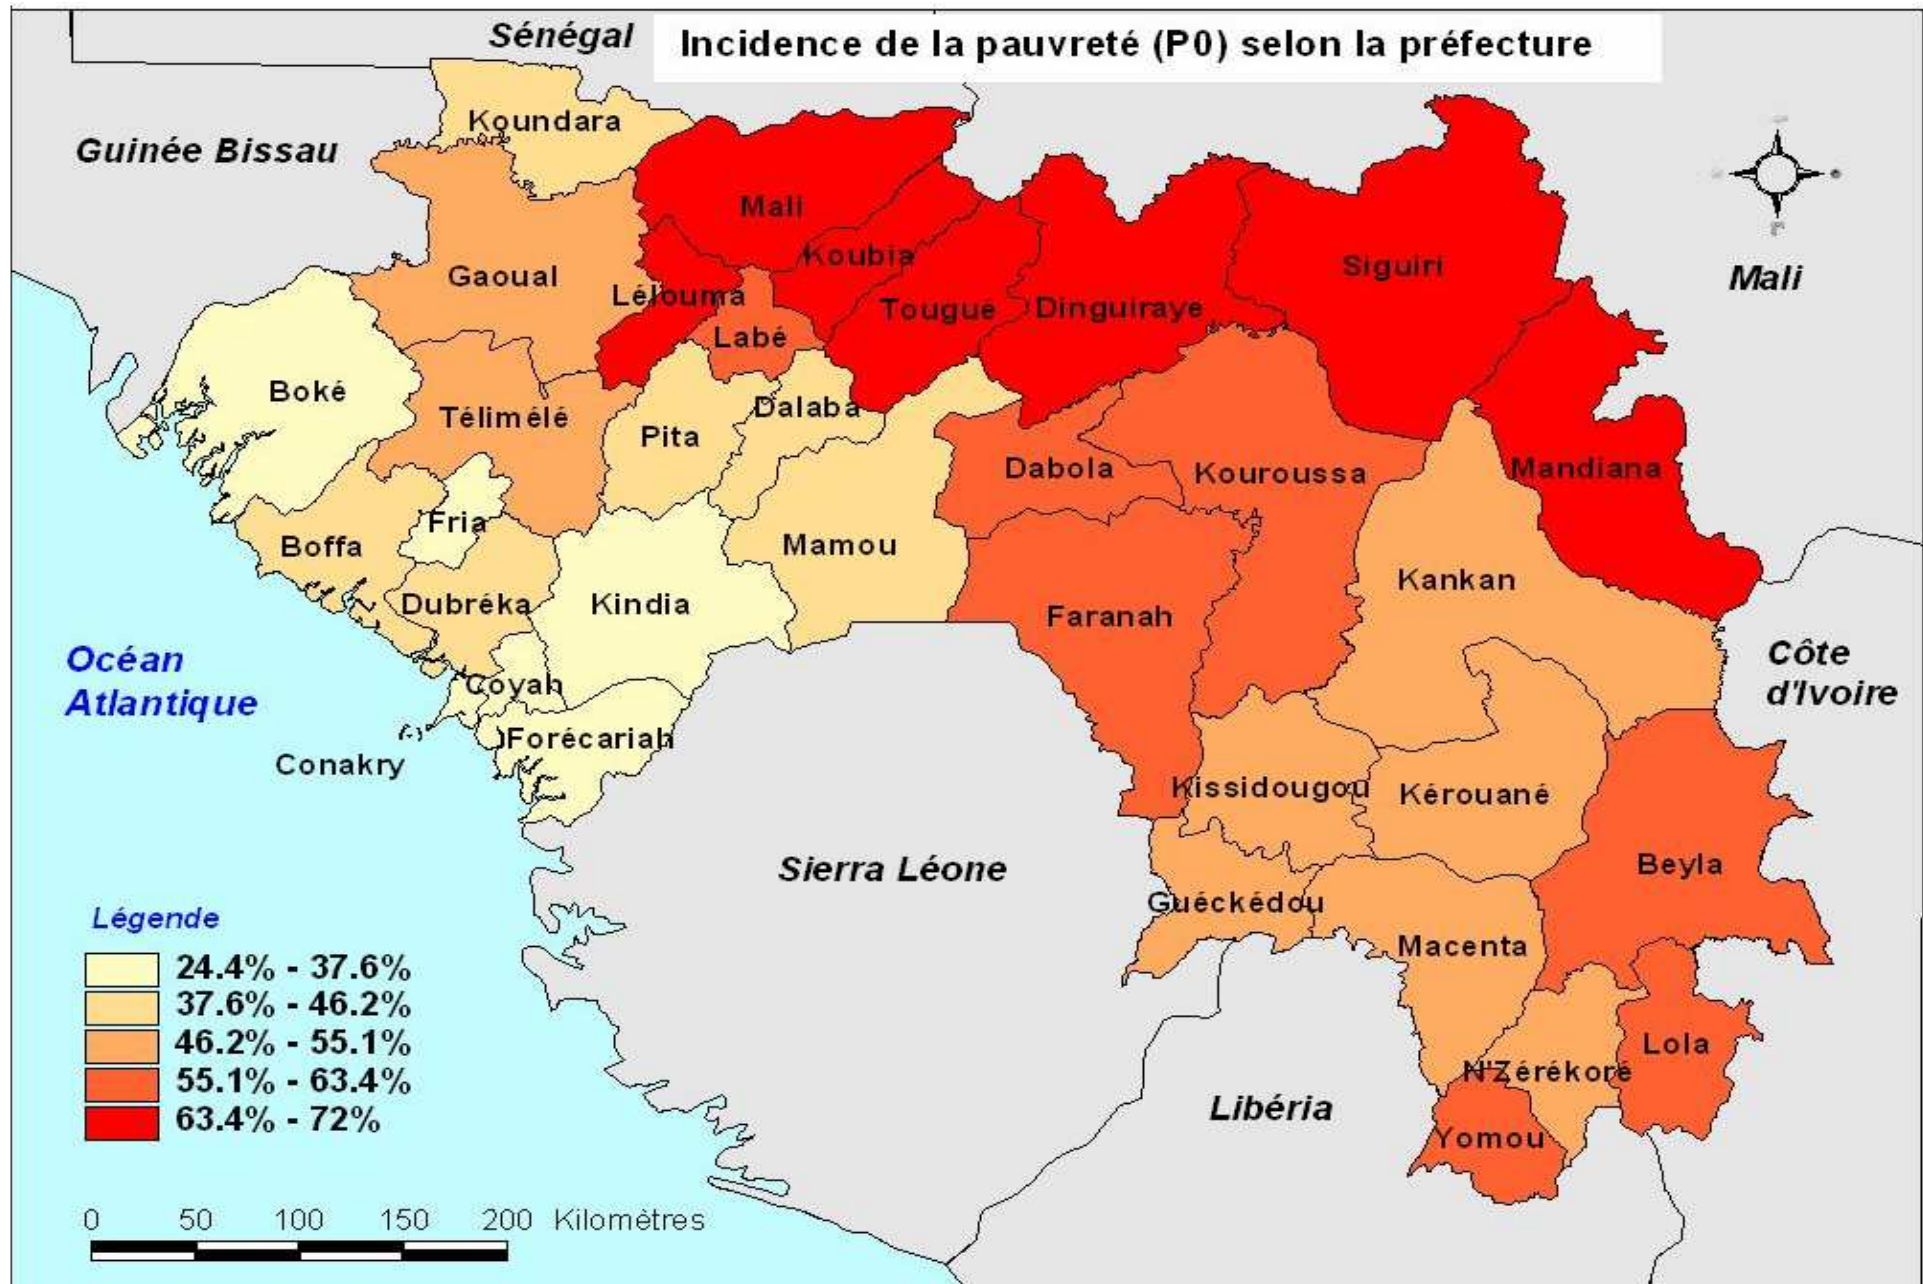 Sénégal
Incidence de la pauvreté (P0) selon la préfecture
Koundara
Guinée Bissau
Mali
Koubia
Gaoual
Siguiri
Mali
Lélouma
Tougué
Dinguiraye
Labé
Boké
Télimélé
Dalaba
Pita
Dabola
Kouroussa
Mandiana
Fria
Boffa
Mamou
Kankan
Dubréka
Kindia
Faranah
Océan
Atlantique
Côte
d'Ivoire
Coyah
Forécariah
Conakry
Kissidougou
Kérouané
Sierra Léone
Beyla
Guéckédou
Macenta
Légende
24.4% - 37.6%
37.6% - 46.2%
46.2% - 55.1%
55.1% - 63.4%
63.4% - 72%
Lola
N'Zérékoré
Libéria
Yomou
0 50 100 150 200 Kilomètres